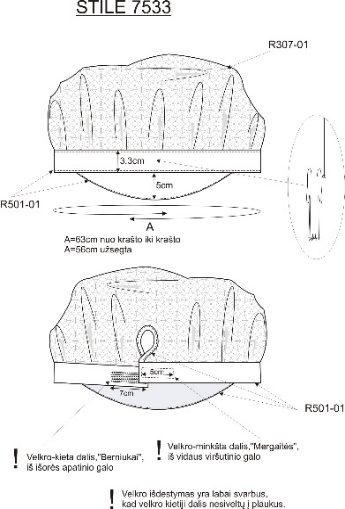 STILE 7533
R307-01
3.3cm
5cm
R501-01
A
A=63cm nuo krašto iki krašto
A=56cm užsegta
5cm
7cm
R501-01
! Velkro-kieta dalis,"Berniukai",
iš išorės apatinio galo
! Velkro-minkšta dalis,"Mergaitės",
iš vidaus viršutinio galo
! Velkro išdestymas yra labai svarbus,
kad velkro kietiji dalis nesiveltų į plaukus.